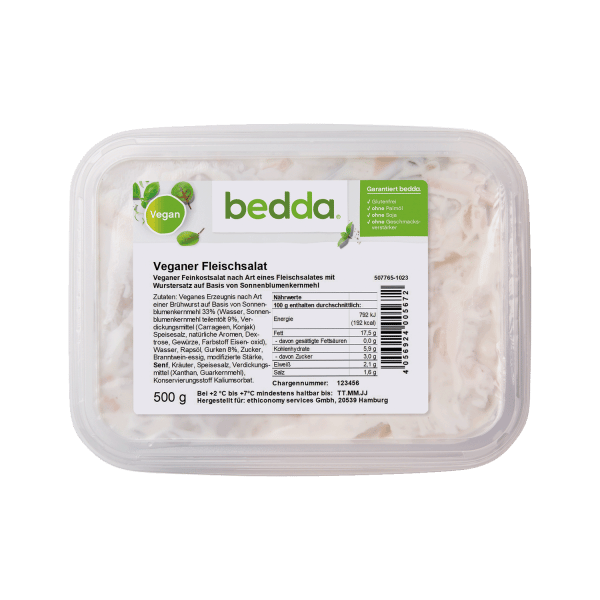 Vegan
bedda®
Garantiert bedda.
✓ Glutenfrei
✓ ohne Palmöl
✓ ohne Soja
✓ ohne Geschmacks-
verstärker
Veganer Fleischsalat
Veganer Feinkostsalat nach Art eines Fleischsalates mit
Wurstersatz auf Basis von Sonnenblumenkernmehl
507765-1023
Zutaten: Veganes Erzeugnis nach Art
einer Brühwurst auf Basis von Sonnen-
blumenkernmehl 33% (Wasser, Sonnen-
blumenkernmehl teilentölt 9%, Ver-
dickungsmittel (Carrageen, Konjak)
Speisesalz, natürliche Aromen, Dex-
trose, Gewürze, Farbstoff Eisen- oxid),
Wasser, Rapsöl, Gurken 8%, Zucker,
Branntwein-essig, modifizierte Stärke,
Senf, Kräuter, Speisesalz, Verdickungs-
mittel (Xanthan, Guarkernmehl),
Konservierungsstoff Kaliumsorbat.
Nährwerte
100 g enthalten durchschnittlich:
Energie 792 kJ
(192 kcal)
Fett 17,5 g
- davon gesättigte Fettsäuren 0,0 g
Kohlenhydrate 5,9 g
- davon Zucker 3,0 g
Eiweiß 2,1 g
Salz 1,6 g
4 056924 005672
Chargennummer: 123456
500 g
Bei +2 °C bis +7°C mindestens haltbar bis: TT.MM.JJ
Hergestellt für: ethiconomy services Gmbh, 20539 Hamburg